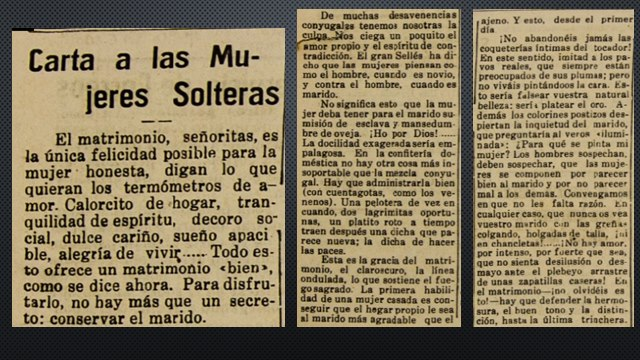 Carta a las Mu-
jeres Solteras
El matrimonio, señoritas, es
la única felicidad posible para la
mujer honesta, digan lo que
quieran los termómetros de a-
mor. Calorcito de hogar, tran-
quilidad de espíritu, decoro so-
cial, dulce cariño, sueño apaci
ble, alegría de vivir..... Todo es-
to ofrece un matrimonio «bien»,
como se dice ahora. Para disfru-
tarlo, no hay más que un secre-
to: conservar el marido.
De muchas desavenencias
conyugales tenemos nosotras la
culpa. Nos ciega un poquito el
amor propio y el espíritu de con-
tradicción. El gran Sellés ha di-
cho que las mujeres piensan co-
mo el hombre, cuando es novio,
y contra el hombre, cuando es
marido.
No significa esto que la mu-
jer deba tener para el marido su
misión de esclava y mansedum-
bre de oveja. ¡Ho por Dios! .....
La docilidad exagerada sería em-
palagosa. En la confitería do-
méstica no hay otra cosa más in-
soportable que la mezcla conyu-
gal. Hay que administrarla bien
(con cuentagotas, como los ve-
nenos). Una pelotera de vez en
cuando, dos lagrimitas oportu-
nas, un platito roto a tiempo
traen después una dicha que pa-
rece nueva; la dicha de hacer
las paces.
Esta es la gracia del matri-
monio, el claroscuro, la línea
ondulada, lo que sostiene el fue-
go sagrado. La primera habili-
dad de una mujer casada es con-
seguir que el hogar propio le sea
al marido más agradable que el
ajeno. Y esto, desde el primer
día
¡No abandonéis jamás las
coqueterías íntimas del tocador!
En este sentido, imitad a los pa-
vos reales, que siempre están
preocupados de sus plumas; pero
no viváis pintándoos la cara. Es-
to sería falsear vuestra natural
belleza: sería platear el oro. A-
demás los colorines postizos des-
piertan la inquietud del marido,
que preguntaría al veros «ilumi-
nada»: ¿Para qué se pinta mi
mujer? Los hombres sospechan,
deben sospechar, que las mujeres
se componen por parecer
bien al marido y por no parecer
mal a los demás. Convengamos
en que no les falta razón. En
cualquier caso, que nunca os vea
vuestro marido con las greñas
colgando, holgadas de talla, ¡ni
en chancletas!......¡No hay amor,
por intenso, por fuerte que sea,
que no sienta desilusión o des-
mayo ante el plebeyo arrastre
de unas zapatillas caseras! En
el matrimonio—¡no olvidéis es-
to!—hay que defender la hermo-
sura, el buen tono y la distin-
ción, hasta la última trinchera.